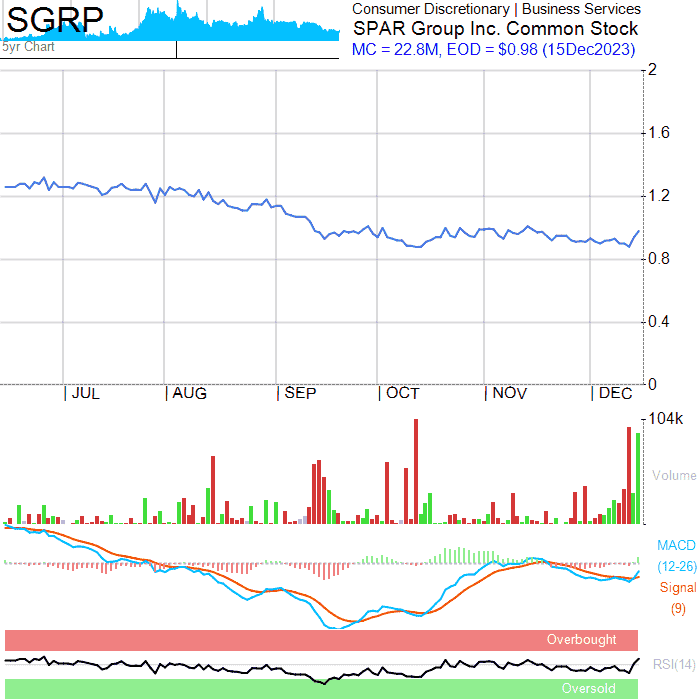 SGRP
5yr Chart
Consumer Discretionary | Business Services
SPAR Group Inc. Common Stock
MC = 22.8M, EOD = $0.98 (15Dec2023)
2
1.6
1.2
0.8
0.4
0
| JUL | AUG | SEP | OCT | NOV | DEC
104k
Volume
MACD
(12-26)
Signal
(9)
Overbought
RSI(14)
Oversold